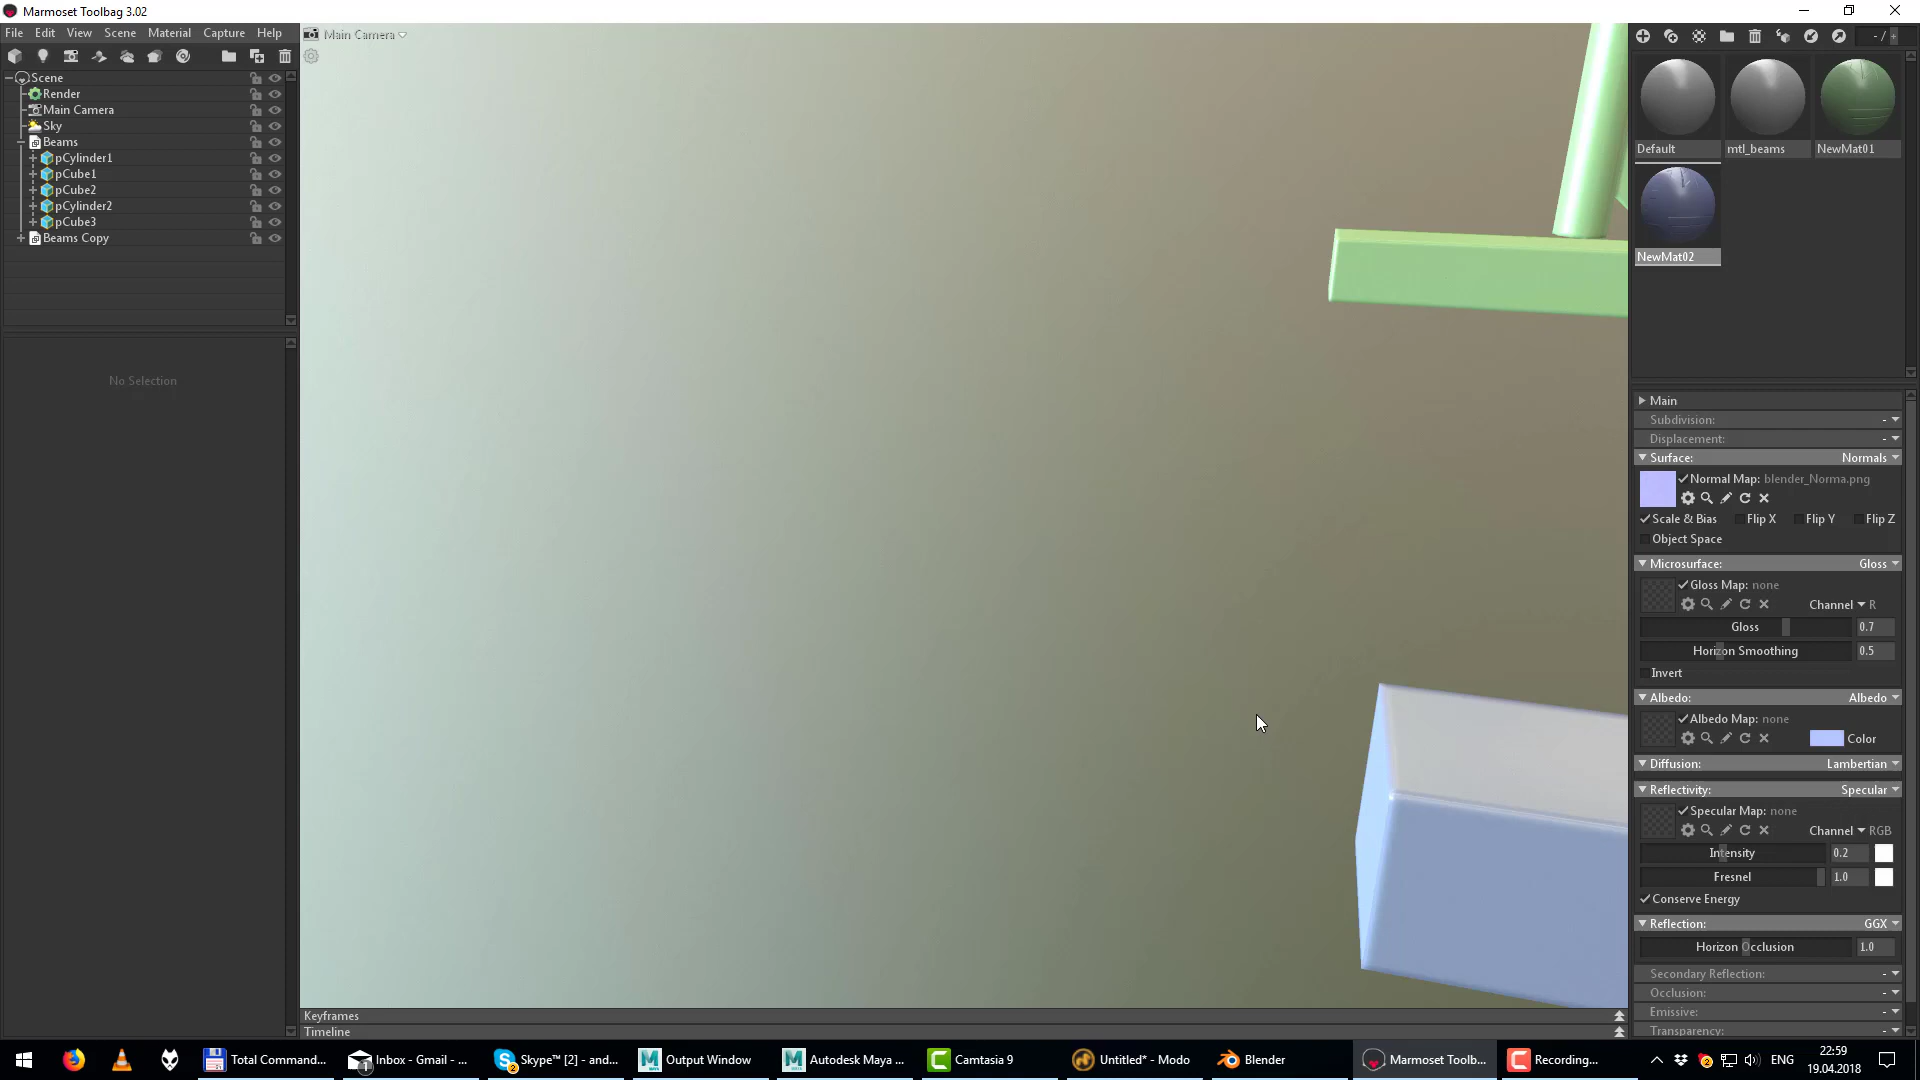 Marmoset Toolbag 3.02
File Edit View Scene Material Capture Help
Scene
Render
Main Camera
Sky
Beams
pCylinder1
pCube1
pCube2
pCylinder2
pCube3
Beams Copy
No Selection
Main Camera
Keyframes
Timeline
- / +
Default mtl_beams NewMat01
NewMat02
Main
Subdivision: -
Displacement: -
Surface: Normals
Normal Map: blender_Norma.png
Scale & Bias Flip X Flip Y Flip Z
Object Space
Microsurface: Gloss
Gloss Map: none
Channel R
Gloss 0.7
Horizon Smoothing 0.5
Invert
Albedo: Albedo
Albedo Map: none
Color
Diffusion: Lambertian
Reflectivity: Specular
Specular Map: none
Channel RGB
Intensity 0.2
Fresnel 1.0
Conserve Energy
Reflection: GGX
Horizon Occlusion 1.0
Secondary Reflection: -
Occlusion: -
Emissive: -
Transparency: -
Total Command... Inbox - Gmail - ... Skype™ [2] - and... Output Window Autodesk Maya ... Camtasia 9 Untitled* - Modo Blender Marmoset Toolb... Recording... ENG 22:59
19.04.2018